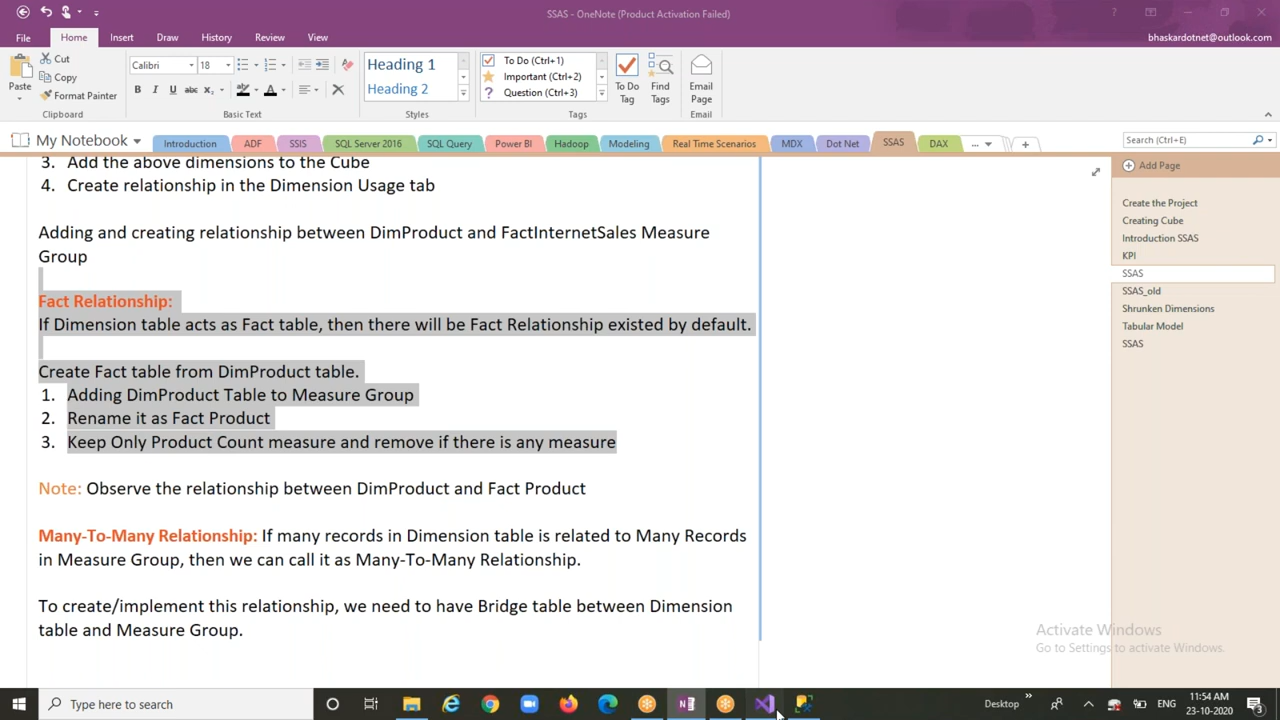 SSAS - OneNote (Product Activation Failed)
File Home Insert Draw History Review View
bhaskardotnet@outlook.com
Paste
Cut
Copy
Format Painter
Clipboard
Calibri 18
B I U abc x₂ A
Basic Text
Heading 1
Heading 2
Styles
To Do (Ctrl+1)
Important (Ctrl+2)
Question (Ctrl+3)
To Do Tag
Find Tags
Tags
Email Page
Email
My Notebook Introduction ADF SSIS SQL Server 2016 SQL Query Power BI Hadoop Modeling Real Time Scenarios MDX Dot Net SSAS DAX ...
Search (Ctrl+E)
3. Add the above dimensions to the Cube
4. Create relationship in the Dimension Usage tab
Adding and creating relationship between DimProduct and FactInternetSales Measure
Group
Fact Relationship:
If Dimension table acts as Fact table, then there will be Fact Relationship existed by default.
Create Fact table from DimProduct table.
1. Adding DimProduct Table to Measure Group
2. Rename it as Fact Product
3. Keep Only Product Count measure and remove if there is any measure
Note: Observe the relationship between DimProduct and Fact Product
Many-To-Many Relationship: If many records in Dimension table is related to Many Records
in Measure Group, then we can call it as Many-To-Many Relationship.
To create/implement this relationship, we need to have Bridge table between Dimension
table and Measure Group.
Add Page
Create the Project
Creating Cube
Introduction SSAS
KPI
SSAS
SSAS_old
Shrunken Dimensions
Tabular Model
SSAS
Activate Windows
Go to Settings to activate Windows.
Type here to search
Desktop
ENG
11:54 AM
23-10-2020
3